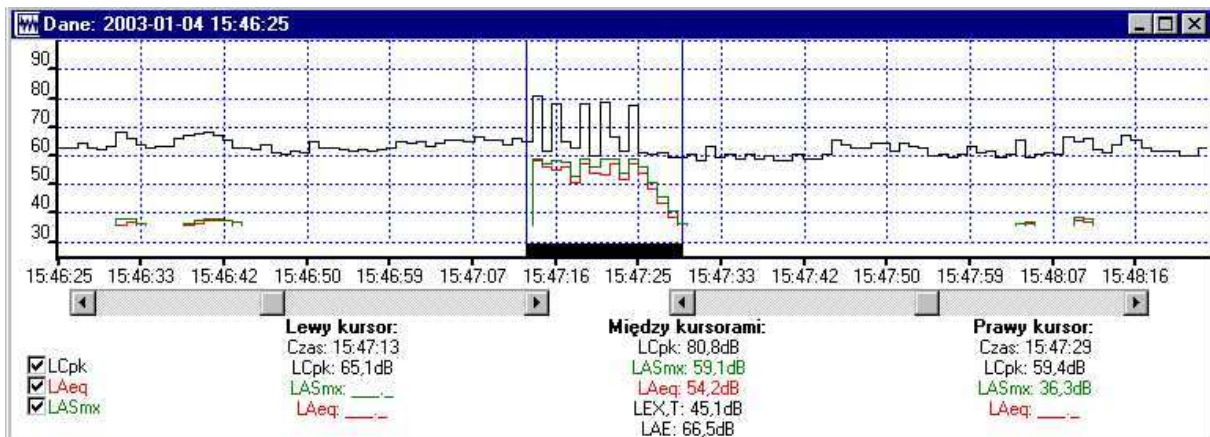 Dane: 2003-01-04 15:46:25
90
80
70
60
50
40
30
15:46:25 15:46:33 15:46:42 15:46:50 15:46:59 15:47:07 15:47:16 15:47:25 15:47:33 15:47:42 15:47:50 15:47:59 15:48:07 15:48:16
LCpk
LAeq
LASmx
Lewy kursor:
Czas: 15:47:13
LCpk: 65,1dB
LASmx: ___._
LAeq: ___._
Między kursorami:
LCpk: 80,8dB
LASmx: 59,1dB
LAeq: 54,2dB
LEX,T: 45,1dB
LAE: 66,5dB
Prawy kursor:
Czas: 15:47:29
LCpk: 59,4dB
LASmx: 36,3dB
LAeq: ___._